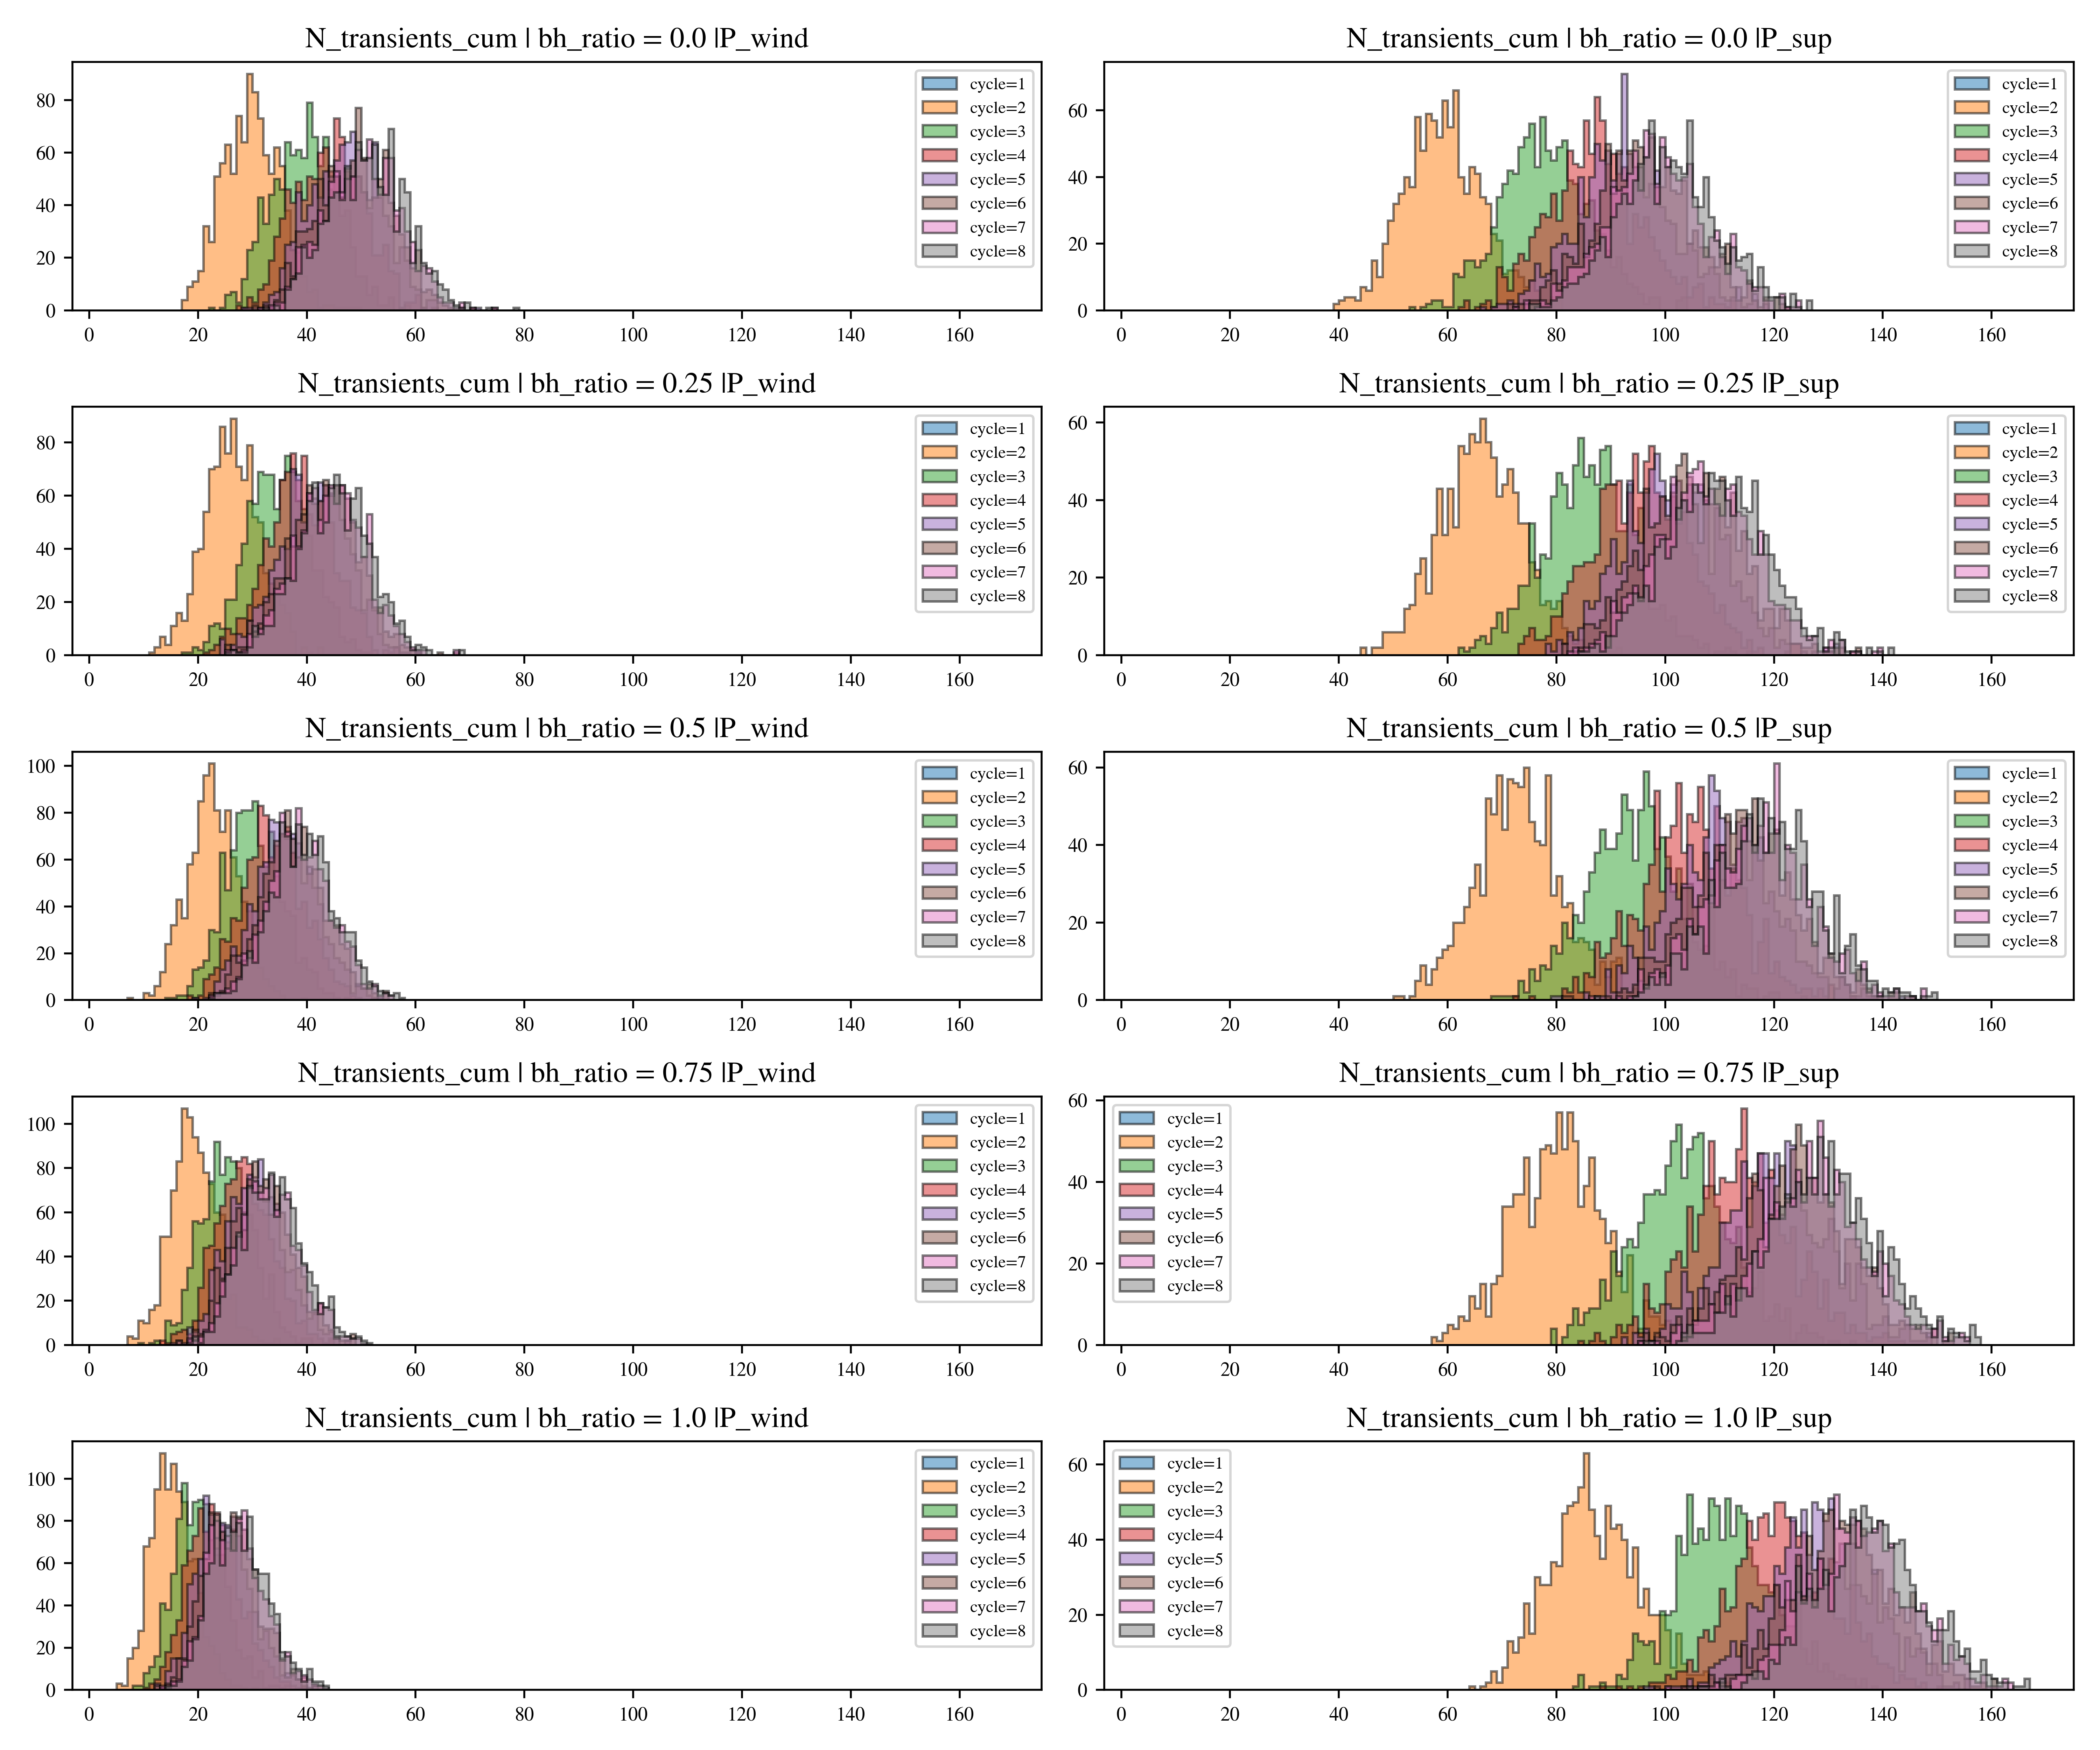 N_transients_cum | bh_ratio = 0.0 |P_wind
80
60
40
20
0
0 20 40 60 80 100 120 140 160
cycle=1
cycle=2
cycle=3
cycle=4
cycle=5
cycle=6
cycle=7
cycle=8
N_transients_cum | bh_ratio = 0.0 |P_sup
60
40
20
0
0 20 40 60 80 100 120 140 160
cycle=1
cycle=2
cycle=3
cycle=4
cycle=5
cycle=6
cycle=7
cycle=8
N_transients_cum | bh_ratio = 0.25 |P_wind
80
60
40
20
0
0 20 40 60 80 100 120 140 160
cycle=1
cycle=2
cycle=3
cycle=4
cycle=5
cycle=6
cycle=7
cycle=8
N_transients_cum | bh_ratio = 0.25 |P_sup
60
40
20
0
0 20 40 60 80 100 120 140 160
cycle=1
cycle=2
cycle=3
cycle=4
cycle=5
cycle=6
cycle=7
cycle=8
N_transients_cum | bh_ratio = 0.5 |P_wind
100
80
60
40
20
0
0 20 40 60 80 100 120 140 160
cycle=1
cycle=2
cycle=3
cycle=4
cycle=5
cycle=6
cycle=7
cycle=8
N_transients_cum | bh_ratio = 0.5 |P_sup
60
40
20
0
0 20 40 60 80 100 120 140 160
cycle=1
cycle=2
cycle=3
cycle=4
cycle=5
cycle=6
cycle=7
cycle=8
N_transients_cum | bh_ratio = 0.75 |P_wind
100
80
60
40
20
0
0 20 40 60 80 100 120 140 160
cycle=1
cycle=2
cycle=3
cycle=4
cycle=5
cycle=6
cycle=7
cycle=8
N_transients_cum | bh_ratio = 0.75 |P_sup
60
40
20
0
0 20 40 60 80 100 120 140 160
cycle=1
cycle=2
cycle=3
cycle=4
cycle=5
cycle=6
cycle=7
cycle=8
N_transients_cum | bh_ratio = 1.0 |P_wind
100
80
60
40
20
0
0 20 40 60 80 100 120 140 160
cycle=1
cycle=2
cycle=3
cycle=4
cycle=5
cycle=6
cycle=7
cycle=8
N_transients_cum | bh_ratio = 1.0 |P_sup
60
40
20
0
0 20 40 60 80 100 120 140 160
cycle=1
cycle=2
cycle=3
cycle=4
cycle=5
cycle=6
cycle=7
cycle=8